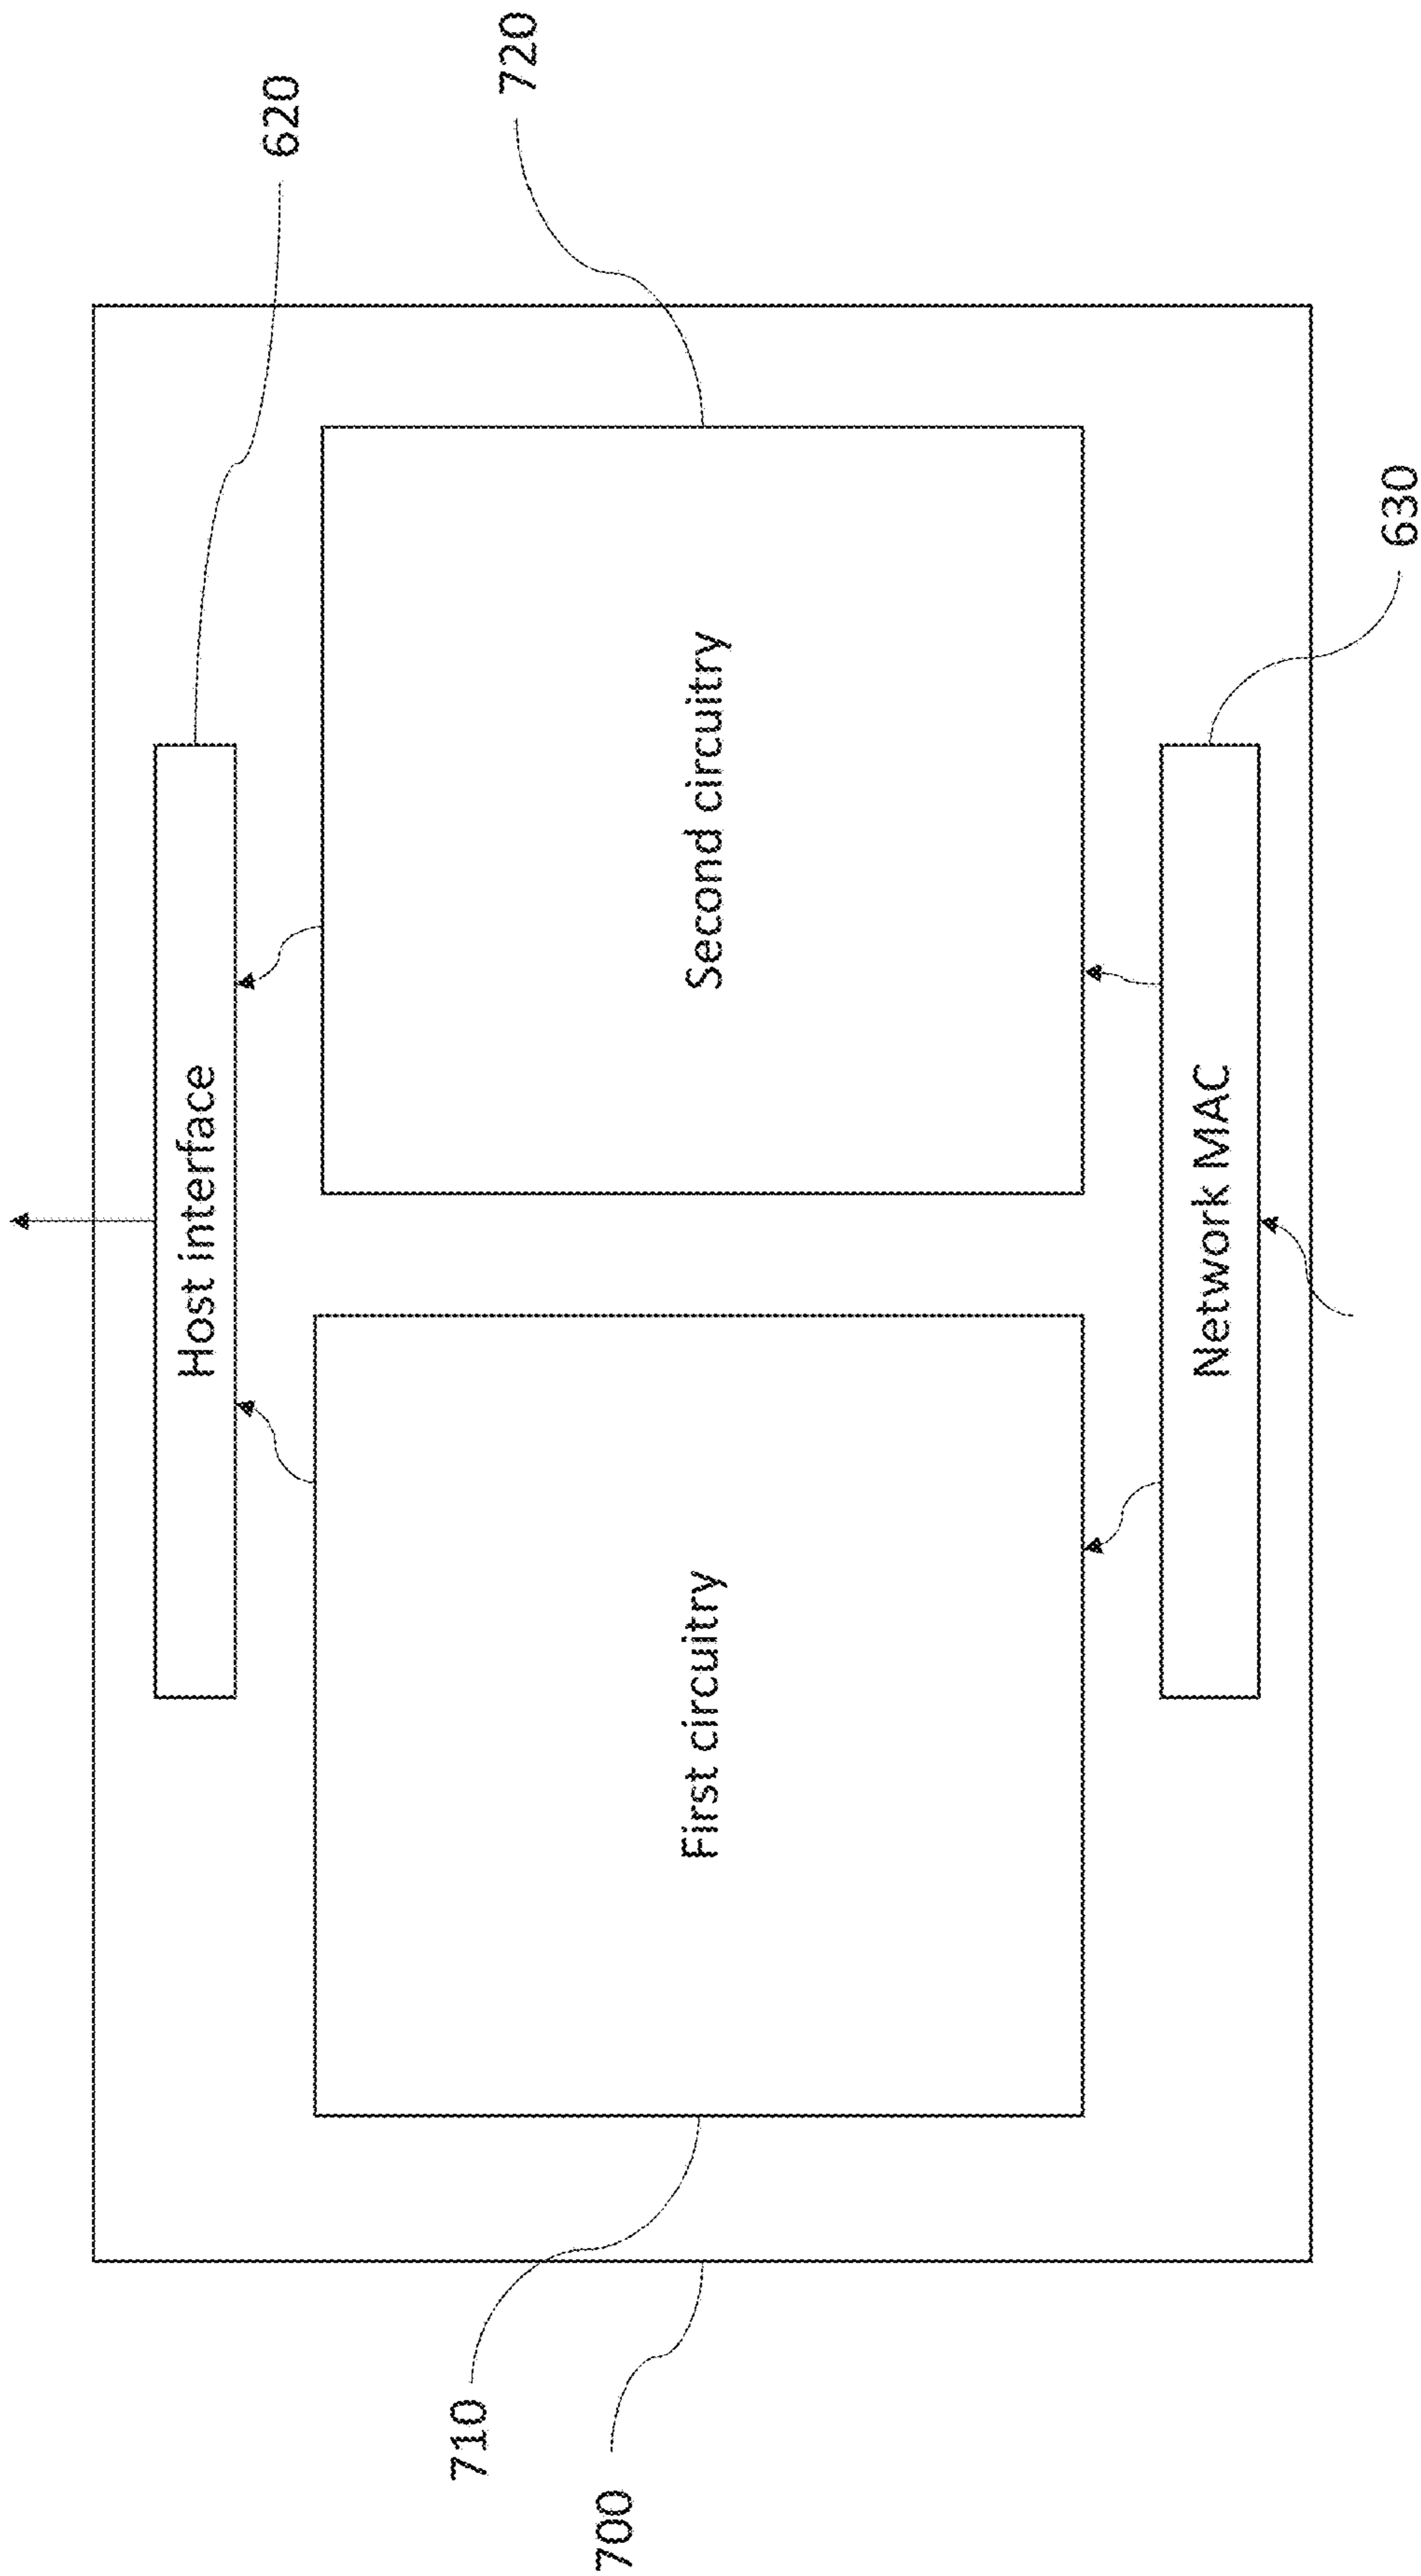 620
720
Host interface
First circuitry
Second circuitry
710
700
Network MAC
630